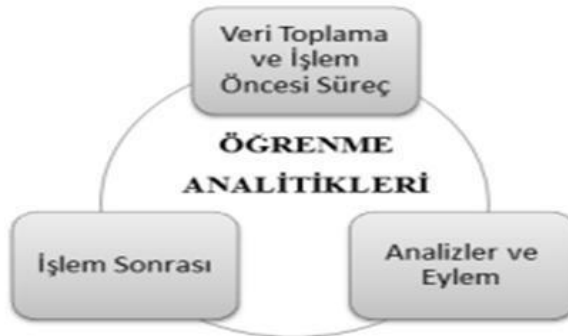 Veri Toplama
ve İşlem
Öncesi Süreç
ÖĞRENME
ANALİTİKLERİ
İşlem Sonrası
Analizler ve
Eylem